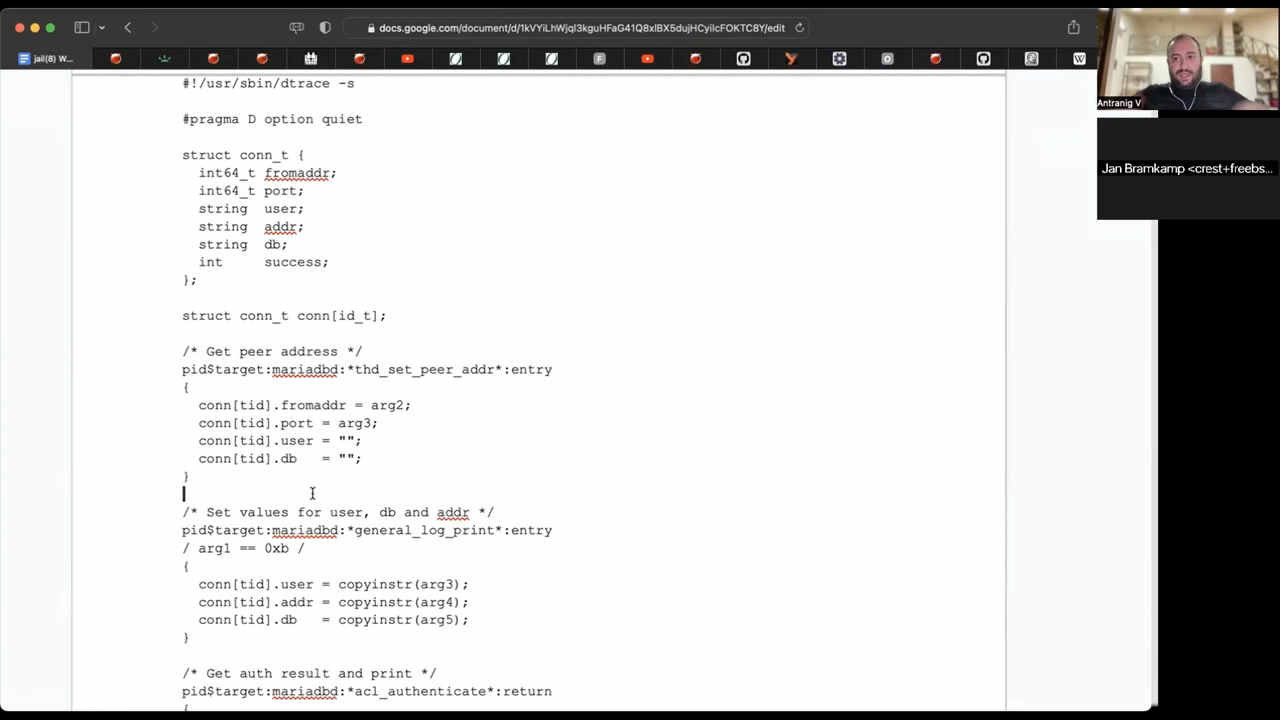 docs.google.com/document/d/1kVYiLhWjql3kguHFaG41Q8xlBX5dujHCyilcFOKTC8Y/edit
jail(8) W...
Antranig V
Jan Bramkamp <crest+freebs...
#!/usr/sbin/dtrace -s
#pragma D option quiet
struct conn_t {
int64_t fromaddr;
int64_t port;
string user;
string addr;
string db;
int success;
};
struct conn_t conn[id_t];
/* Get peer address */
pid$target:mariadbd:*thd_set_peer_addr*:entry
{
conn[tid].fromaddr = arg2;
conn[tid].port = arg3;
conn[tid].user = "";
conn[tid].db = "";
}
/* Set values for user, db and addr */
pid$target:mariadbd:*general_log_print*:entry
/ arg1 == 0xb /
{
conn[tid].user = copyinstr(arg3);
conn[tid].addr = copyinstr(arg4);
conn[tid].db = copyinstr(arg5);
}
/* Get auth result and print */
pid$target:mariadbd:*acl_authenticate*:return
{